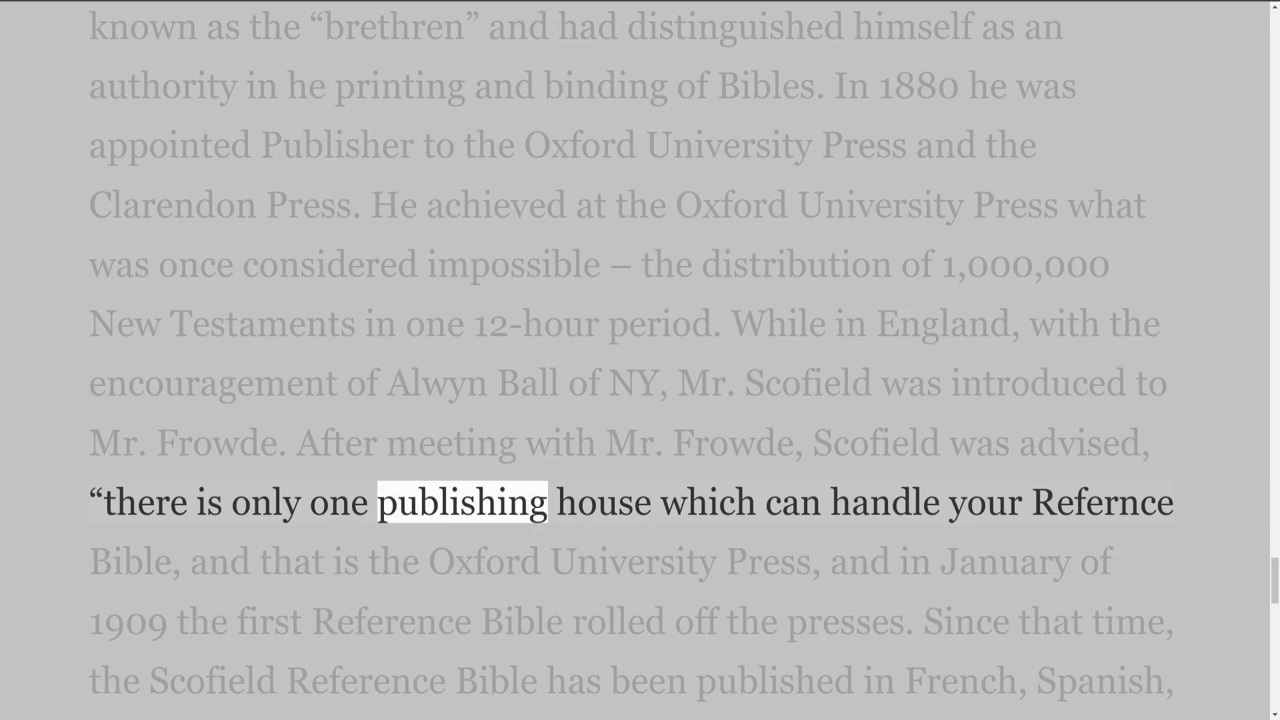 known as the “brethren” and had distinguished himself as an
authority in he printing and binding of Bibles. In 1880 he was
appointed Publisher to the Oxford University Press and the
Clarendon Press. He achieved at the Oxford University Press what
was once considered impossible – the distribution of 1,000,000
New Testaments in one 12-hour period. While in England, with the
encouragement of Alwyn Ball of NY, Mr. Scofield was introduced to
Mr. Frowde. After meeting with Mr. Frowde, Scofield was advised,
“there is only one publishing house which can handle your Refernce
Bible, and that is the Oxford University Press, and in January of
1909 the first Reference Bible rolled off the presses. Since that time,
the Scofield Reference Bible has been published in French, Spanish,